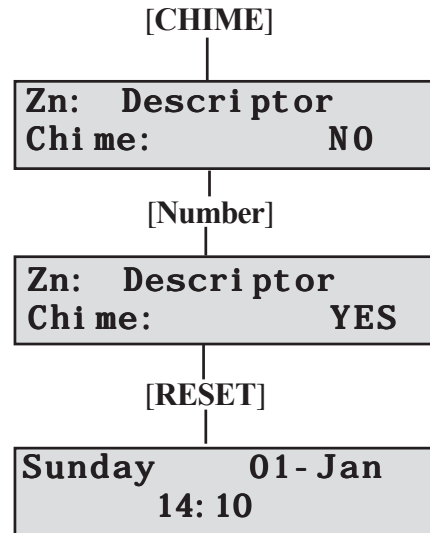 [CHIME]
Zn: Descriptor
Chime: NO
[Number]
Zn: Descriptor
Chime: YES
[RESET]
Sunday 01-Jan
14:10